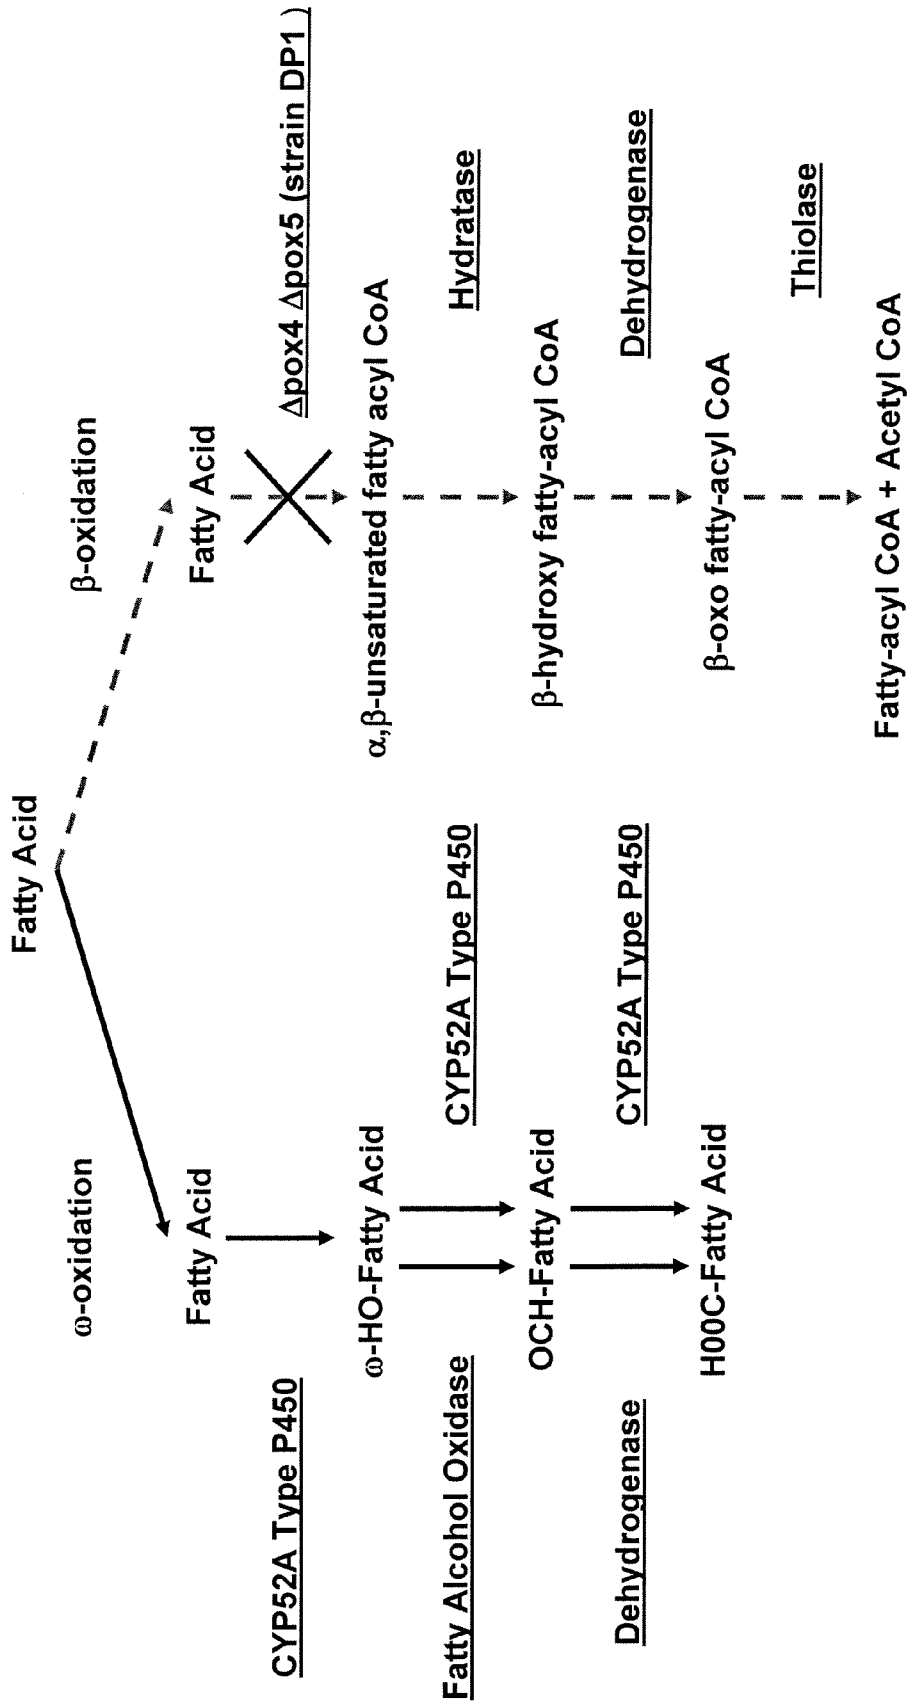 Fatty Acid
ω-oxidation
β-oxidation
Fatty Acid
Fatty Acid
CYP52A Type P450
Δpox4 Δpox5 (strain DP1 )
ω-HO-Fatty Acid
α,β-unsaturated fatty acyl CoA
Fatty Alcohol Oxidase
CYP52A Type P450
Hydratase
OCH-Fatty Acid
β-hydroxy fatty-acyl CoA
Dehydrogenase
CYP52A Type P450
Dehydrogenase
H00C-Fatty Acid
β-oxo fatty-acyl CoA
Thiolase
Fatty-acyl CoA + Acetyl CoA